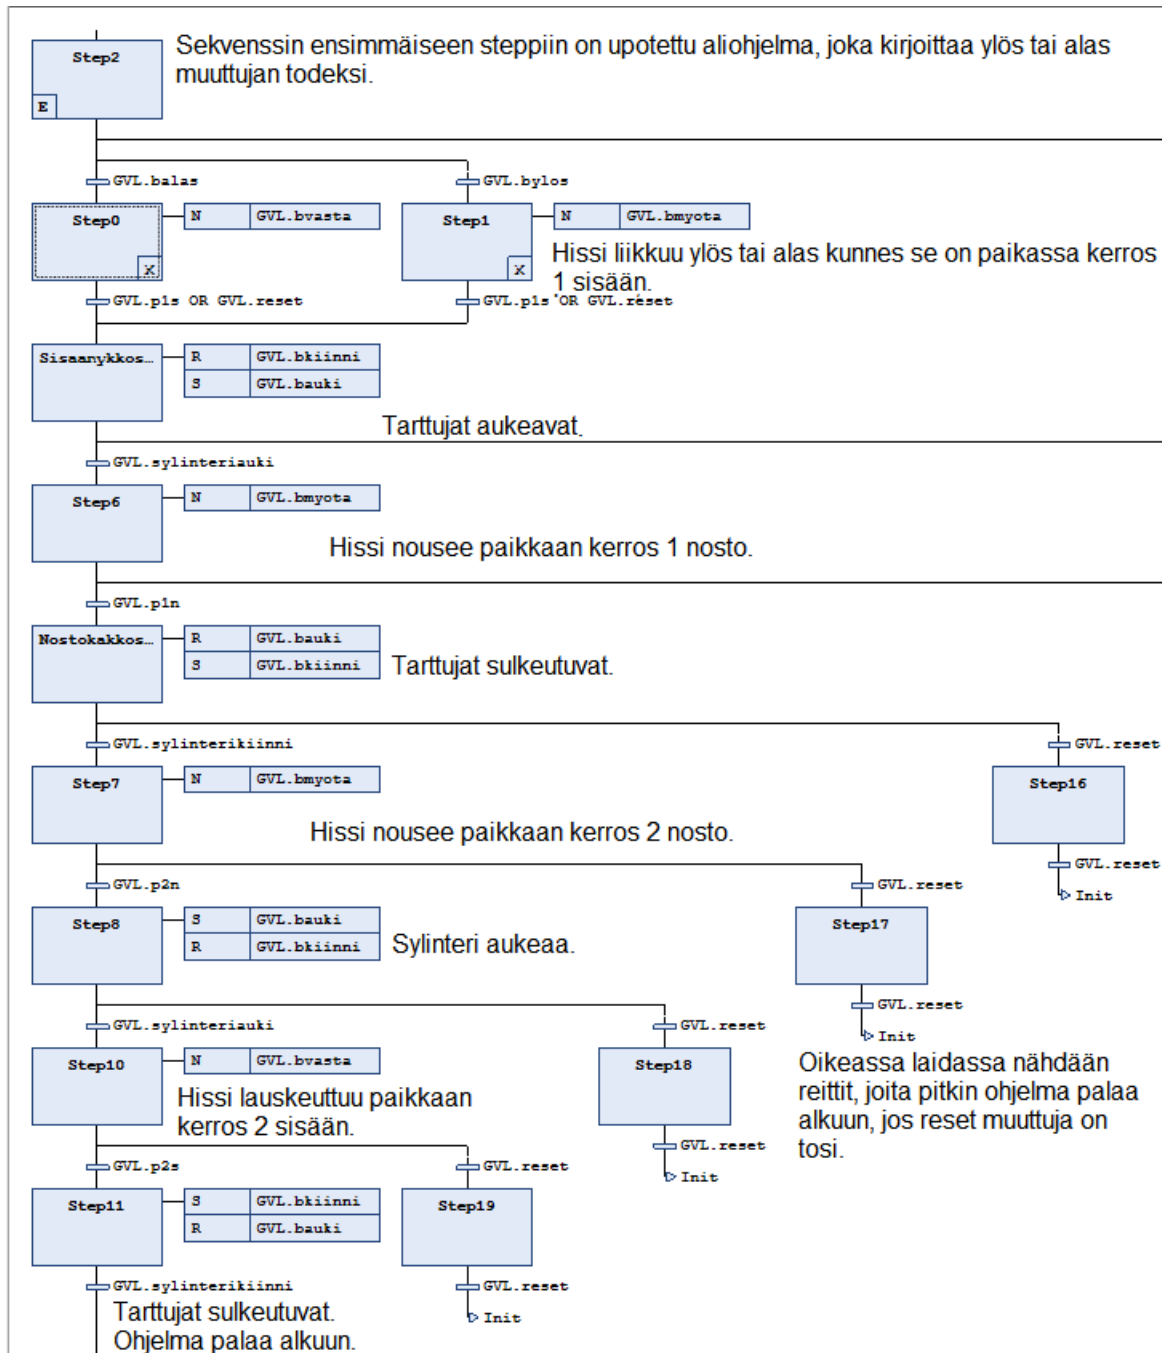 Sekvenssin ensimmäiseen steppiin on upotettu aliohjelma, joka kirjoittaa ylös tai alas
muuttujan todeksi.
Step2
E
GVL.balas
GVL.bylos
Step0
X
N GVL.bvasta
Step1
X
N GVL.bmyota
Hissi liikkuu ylös tai alas kunnes se on paikassa kerros
1 sisään.
GVL.p1s OR GVL.reset
GVL.p1s OR GVL.reset
Sisaanykkos...
R GVL.bkiinni
S GVL.bauki
Tarttujat aukeavat.
GVL.sylinteriauki
Step6
N GVL.bmyota
Hissi nousee paikkaan kerros 1 nosto.
GVL.p1n
Nostokakkos...
R GVL.bauki
S GVL.bkiinni
Tarttujat sulkeutuvat.
GVL.sylinterikiinni
GVL.reset
Step7
N GVL.bmyota
Step16
Hissi nousee paikkaan kerros 2 nosto.
GVL.reset
Init
GVL.p2n
GVL.reset
Step8
S GVL.bauki
R GVL.bkiinni
Sylinteri aukeaa.
Step17
GVL.reset
Init
GVL.sylinteriauki
GVL.reset
Step10
N GVL.bvasta
Hissi lauskeuttuu paikkaan
kerros 2 sisään.
Step18
GVL.reset
Init
Oikeassa laidassa nähdään
reittit, joita pitkin ohjelma palaa
alkuun, jos reset muuttuja on
tosi.
GVL.p2s
GVL.reset
Step11
S GVL.bkiinni
R GVL.bauki
Step19
GVL.sylinterikiinni
GVL.reset
Init
Tarttujat sulkeutuvat.
Ohjelma palaa alkuun.